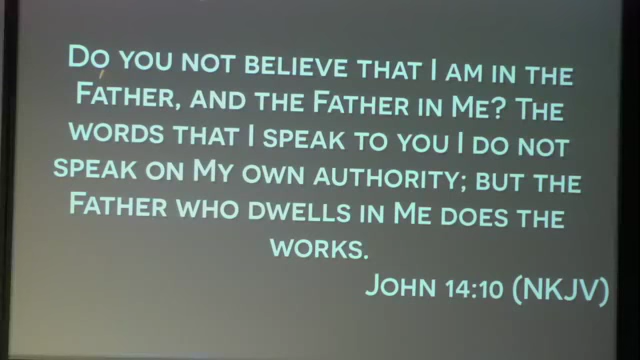 Do you not believe that I am in the
Father, and the Father in Me? The
words that I speak to you I do not
speak on My own authority; but the
Father who dwells in Me does the
works.
John 14:10 (NKJV)